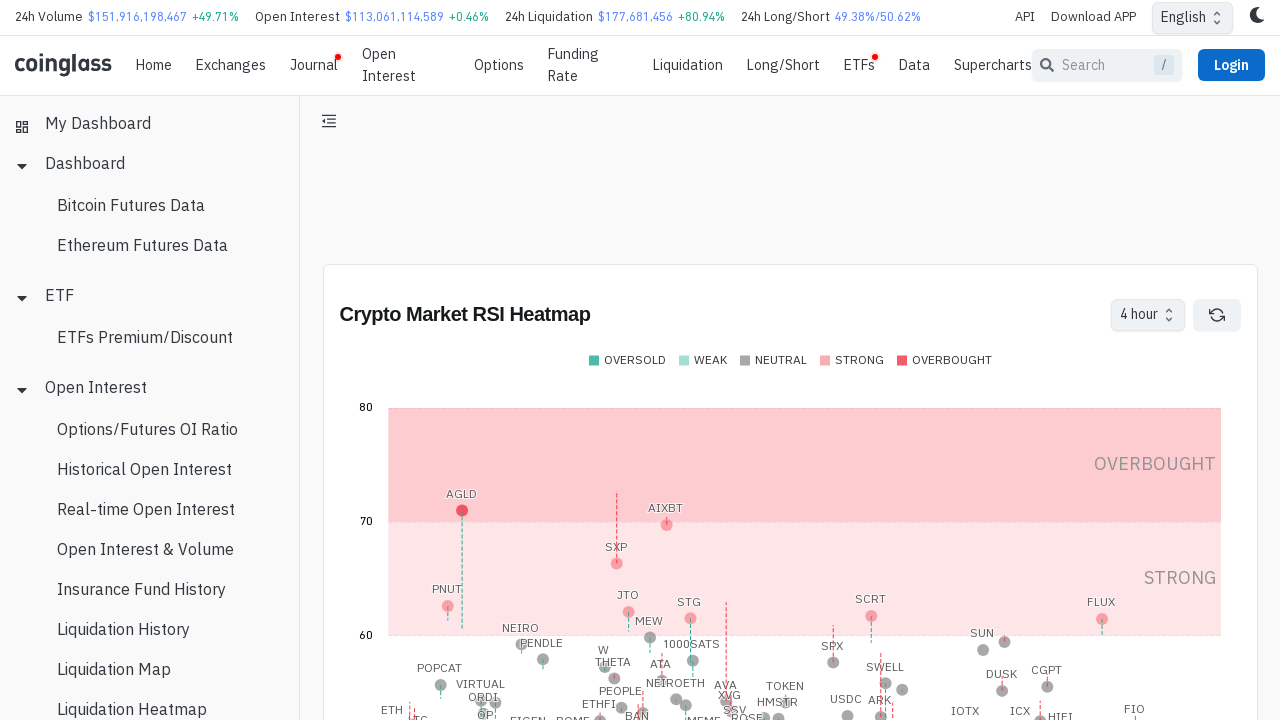 24h Volume $151,916,198,467 +49.71% Open Interest $113,061,114,589 +0.46% 24h Liquidation $177,681,456 +80.94% 24h Long/Short 49.38%/50.62% API Download APP English
coinglass Home Exchanges Journal Open Interest Options Funding Rate Liquidation Long/Short ETFs Data Supercharts Search / Login
My Dashboard
Dashboard
Bitcoin Futures Data
Ethereum Futures Data
ETF
ETFs Premium/Discount
Open Interest
Options/Futures OI Ratio
Historical Open Interest
Real-time Open Interest
Open Interest & Volume
Insurance Fund History
Liquidation History
Liquidation Map
Liquidation Heatmap
Crypto Market RSI Heatmap
4 hour
OVERSOLD WEAK NEUTRAL STRONG OVERBOUGHT
80
OVERBOUGHT
AGLD
AIXBT
70
SXP
STRONG
PNUT
JTO
STG
SCRT
FLUX
MEW
NEIRO
SUN
60
PENDLE
1000SATS
SPX
W
THETA
ATA
POPCAT
SWELL
CGPT
DUSK
VIRTUAL
NEIROETH
AVA
TOKEN
PEOPLE
ORDI
XVG
USDC
ARK
ETHFI
HMSTR
ETH
OP
SSV
IOTX
ICX
FIO
BAN
ROSE
HIFI
EIGEN
ROME
MEME